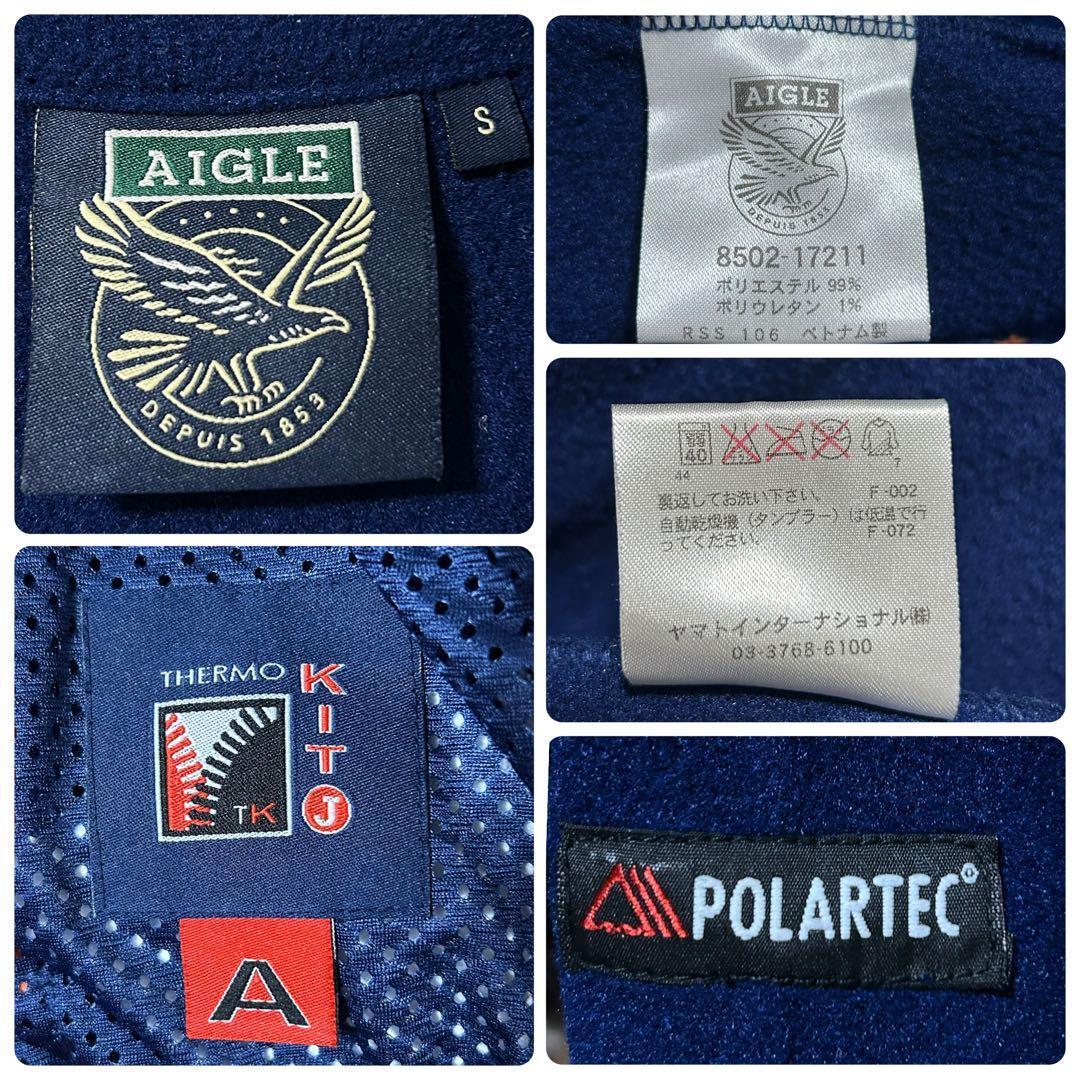 AIGLE
DEPUIS 1853
S
AIGLE
DEPUIS 1853
8502-17211
ポリエステル 99%
ポリウレタン 1%
RSS 106 ベトナム製
40
44 7
裏返してお洗い下さい。 F-002
自動乾燥機（タンブラー）は低温で行
ってください。 F-072
ヤマトインターナショナル㈱
03-3768-6100
THERMO
KIT J
TK
A
POLARTEC®